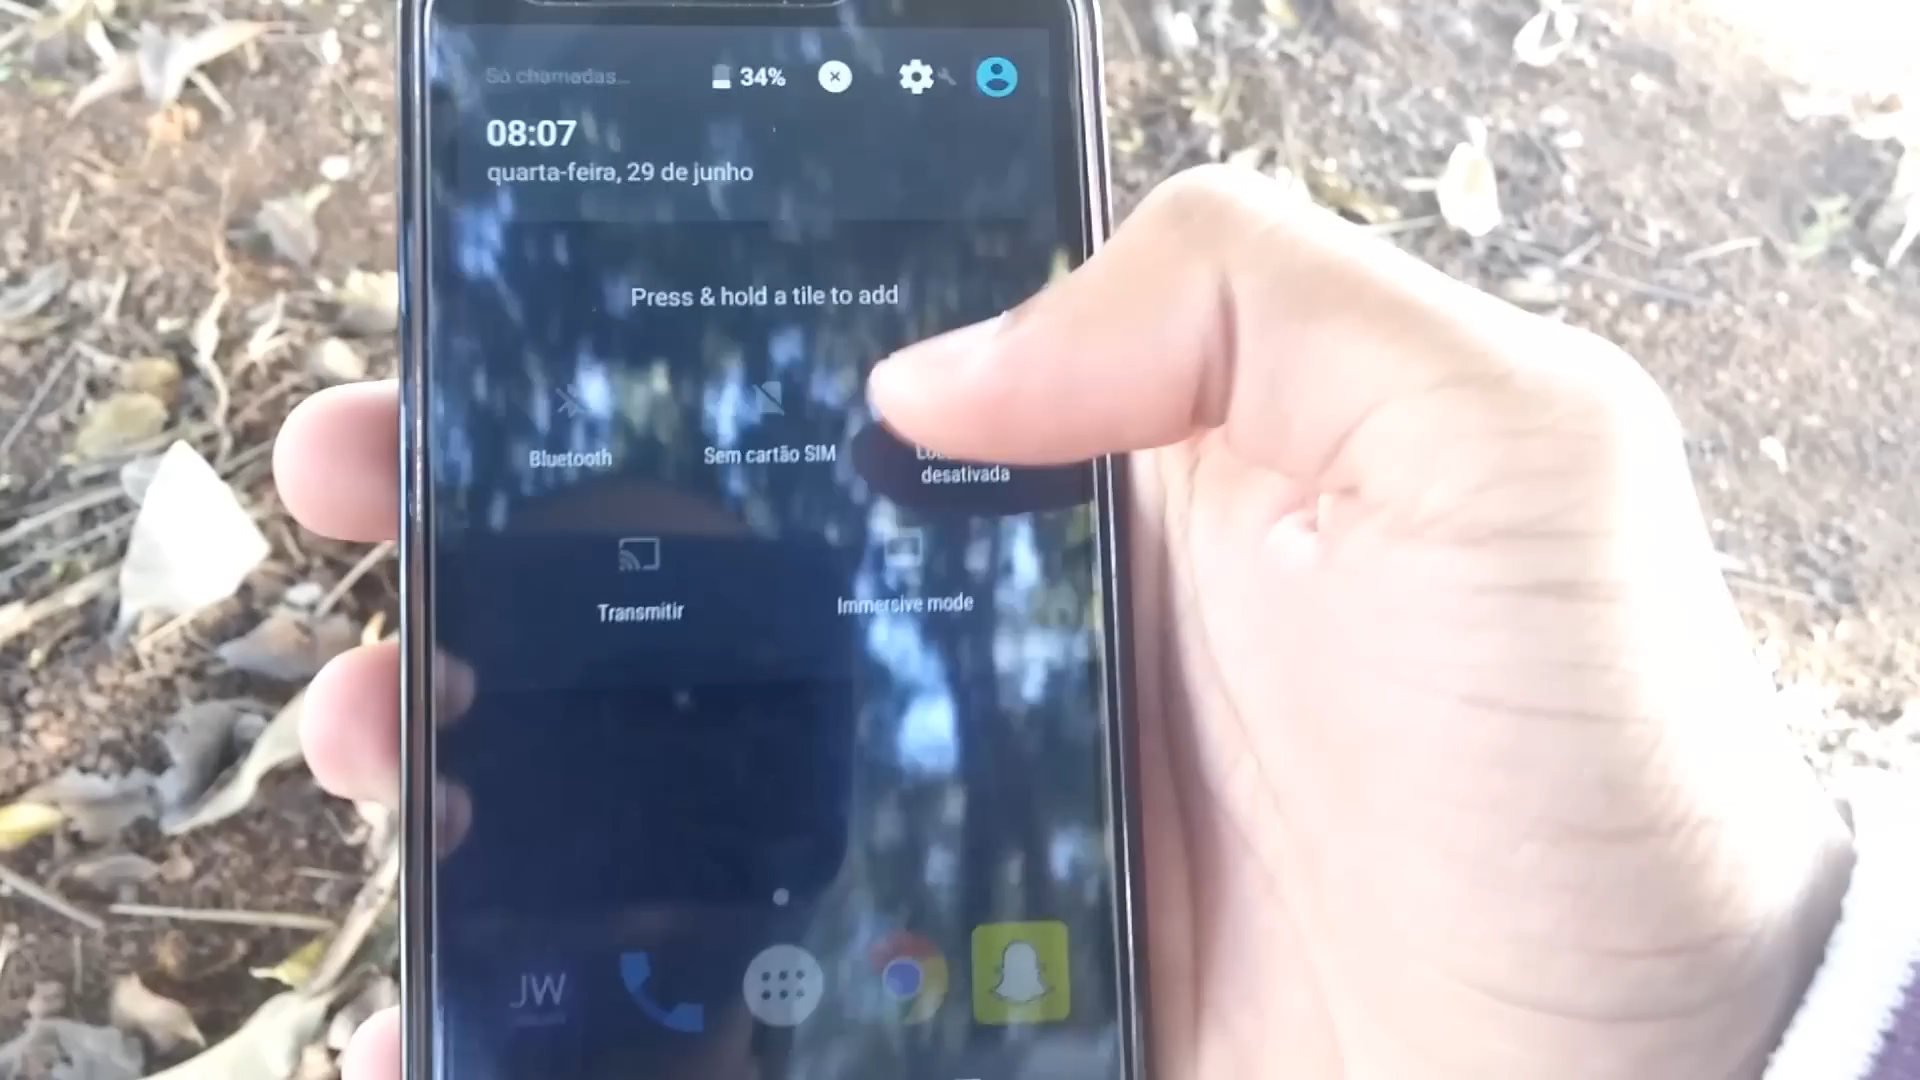 Só chamadas...
34%
08:07
quarta-feira, 29 de junho
Press & hold a tile to add
Bluetooth
Sem cartão SIM
desativada
Transmitir
Immersive mode
JW